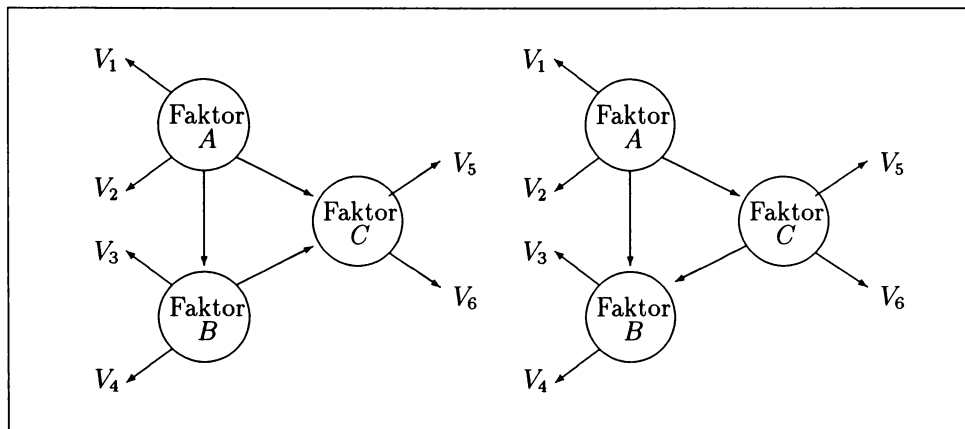 V1
Faktor
A
V2
V5
Faktor
C
V3
V6
Faktor
B
V4
V1
Faktor
A
V2
V5
Faktor
C
V3
V6
Faktor
B
V4